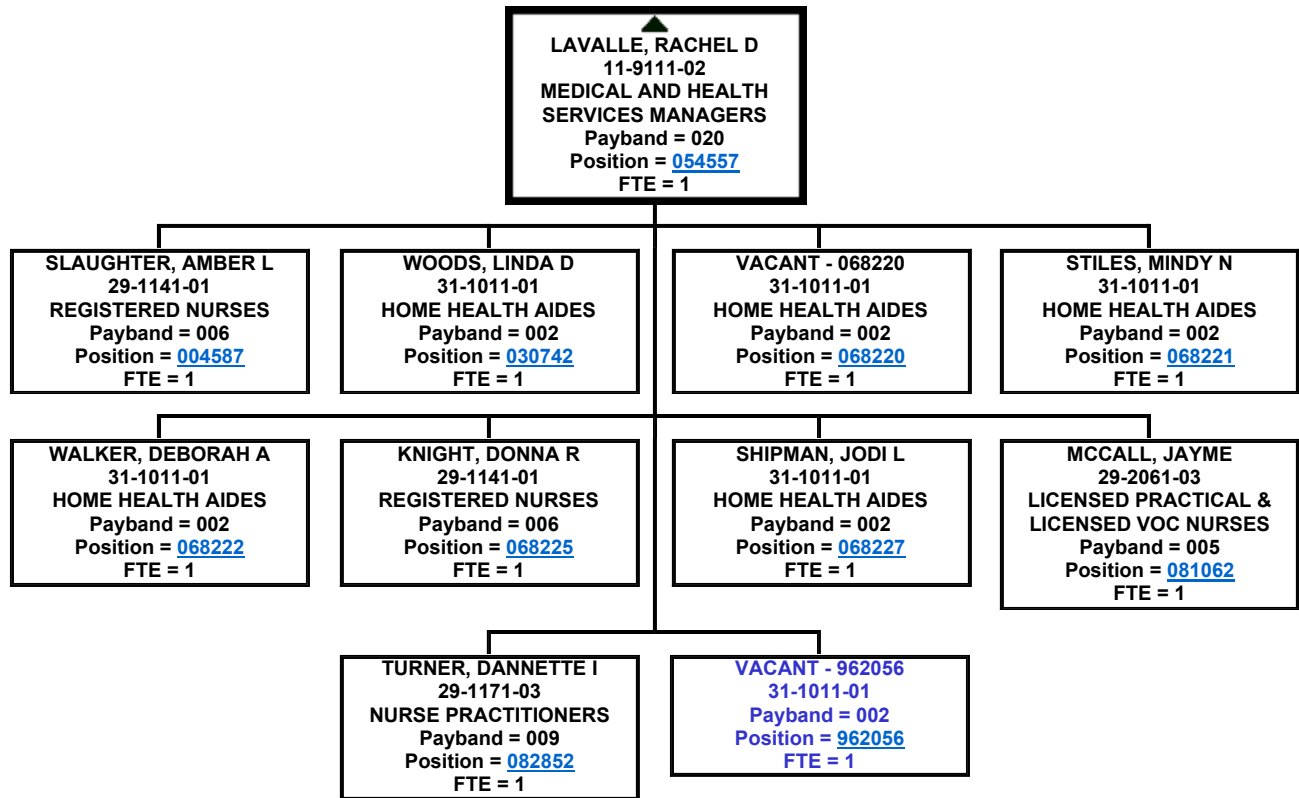 LAVALLE, RACHEL D
11-9111-02
MEDICAL AND HEALTH
SERVICES MANAGERS
Payband = 020
Position = 054557
FTE = 1
SLAUGHTER, AMBER L
29-1141-01
REGISTERED NURSES
Payband = 006
Position = 004587
FTE = 1
WOODS, LINDA D
31-1011-01
HOME HEALTH AIDES
Payband = 002
Position = 030742
FTE = 1
VACANT - 068220
31-1011-01
HOME HEALTH AIDES
Payband = 002
Position = 068220
FTE = 1
STILES, MINDY N
31-1011-01
HOME HEALTH AIDES
Payband = 002
Position = 068221
FTE = 1
WALKER, DEBORAH A
31-1011-01
HOME HEALTH AIDES
Payband = 002
Position = 068222
FTE = 1
KNIGHT, DONNA R
29-1141-01
REGISTERED NURSES
Payband = 006
Position = 068225
FTE = 1
SHIPMAN, JODI L
31-1011-01
HOME HEALTH AIDES
Payband = 002
Position = 068227
FTE = 1
MCCALL, JAYME
29-2061-03
LICENSED PRACTICAL &
LICENSED VOC NURSES
Payband = 005
Position = 081062
FTE = 1
TURNER, DANNETTE I
29-1171-03
NURSE PRACTITIONERS
Payband = 009
Position = 082852
FTE = 1
VACANT - 962056
31-1011-01
Payband = 002
Position = 962056
FTE = 1